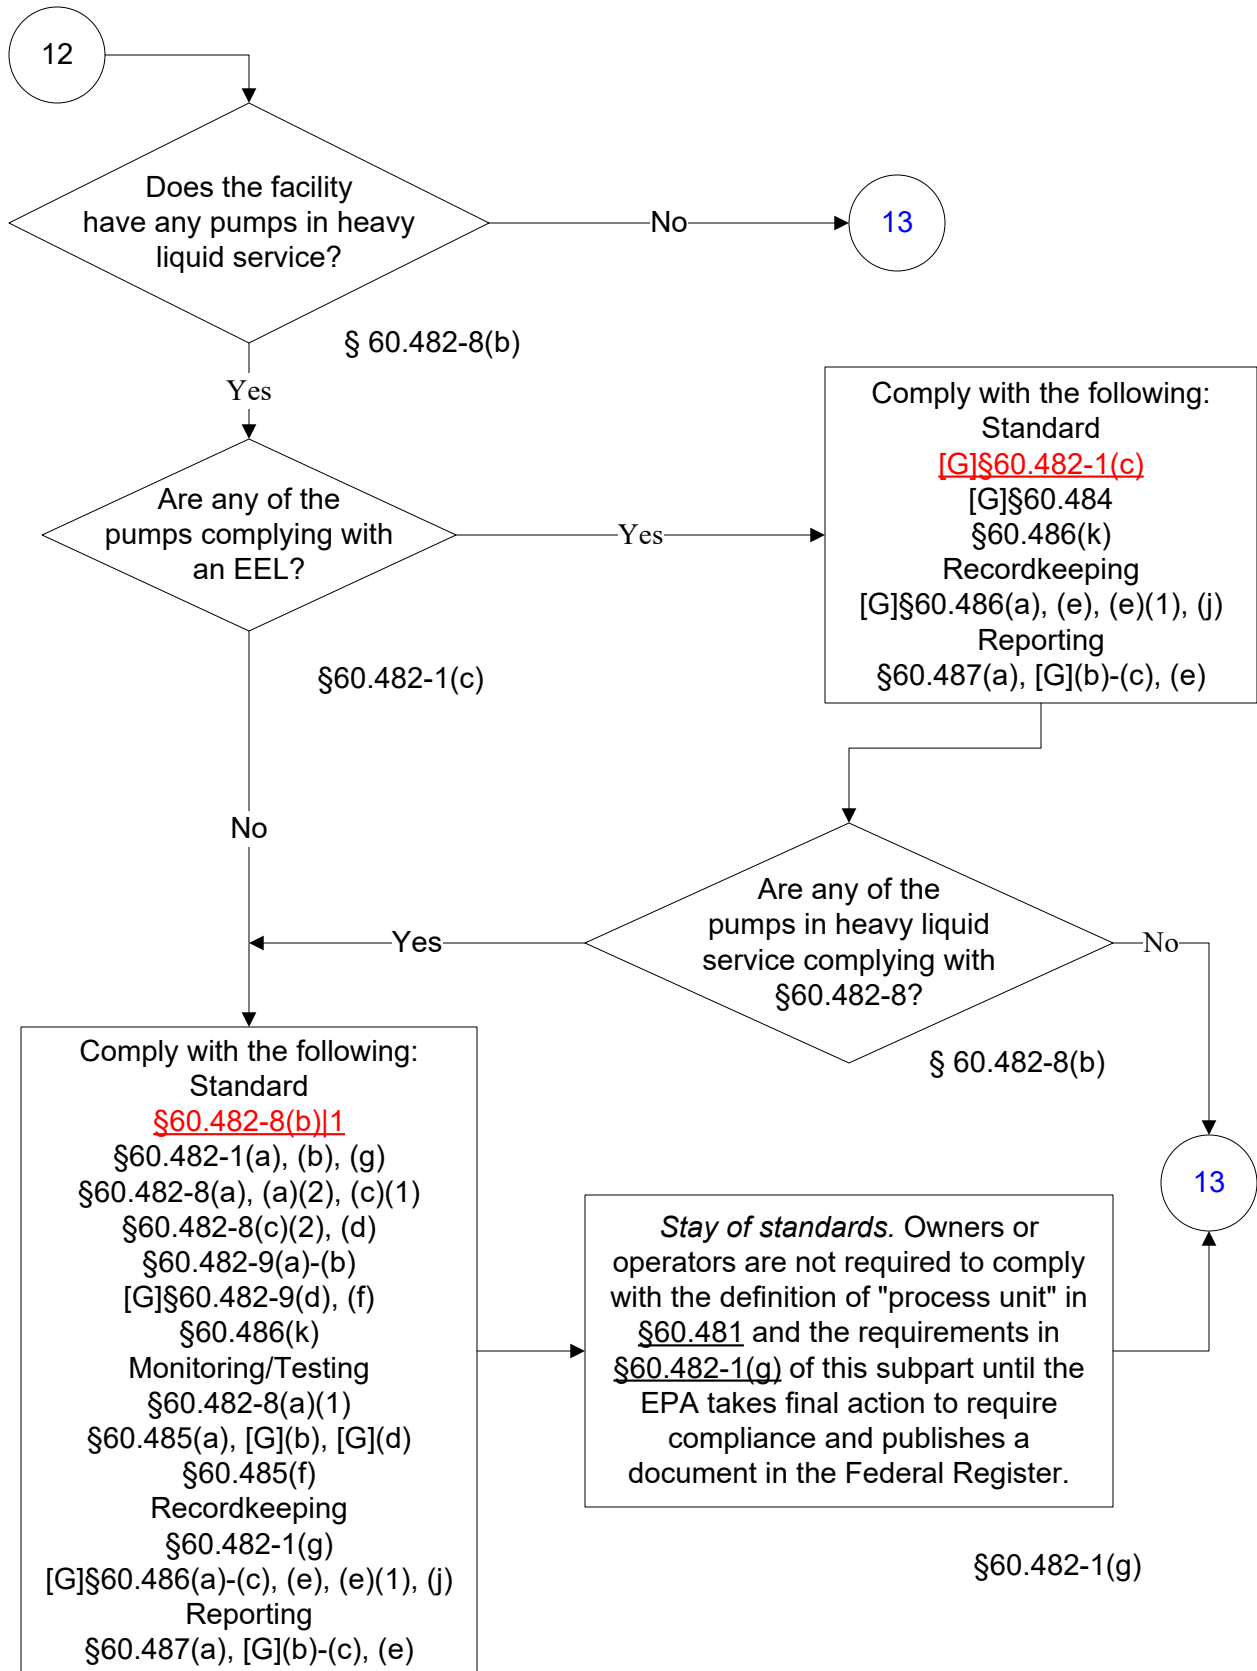 12
Does the facility
have any pumps in heavy
liquid service?
No
13
§ 60.482-8(b)
Yes
Are any of the
pumps complying with
an EEL?
Yes
§60.482-1(c)
Comply with the following:
Standard
[G]§60.482-1(c)
[G]§60.484
§60.486(k)
Recordkeeping
[G]§60.486(a), (e), (e)(1), (j)
Reporting
§60.487(a), [G](b)-(c), (e)
No
Are any of the
pumps in heavy liquid
service complying with
§60.482-8?
Yes
No
§ 60.482-8(b)
13
Comply with the following:
Standard
§60.482-8(b)|1
§60.482-1(a), (b), (g)
§60.482-8(a), (a)(2), (c)(1)
§60.482-8(c)(2), (d)
§60.482-9(a)-(b)
[G]§60.482-9(d), (f)
§60.486(k)
Monitoring/Testing
§60.482-8(a)(1)
§60.485(a), [G](b), [G](d)
§60.485(f)
Recordkeeping
§60.482-1(g)
[G]§60.486(a)-(c), (e), (e)(1), (j)
Reporting
§60.487(a), [G](b)-(c), (e)
Stay of standards. Owners or
operators are not required to comply
with the definition of "process unit" in
§60.481 and the requirements in
§60.482-1(g) of this subpart until the
EPA takes final action to require
compliance and publishes a
document in the Federal Register.
§60.482-1(g)